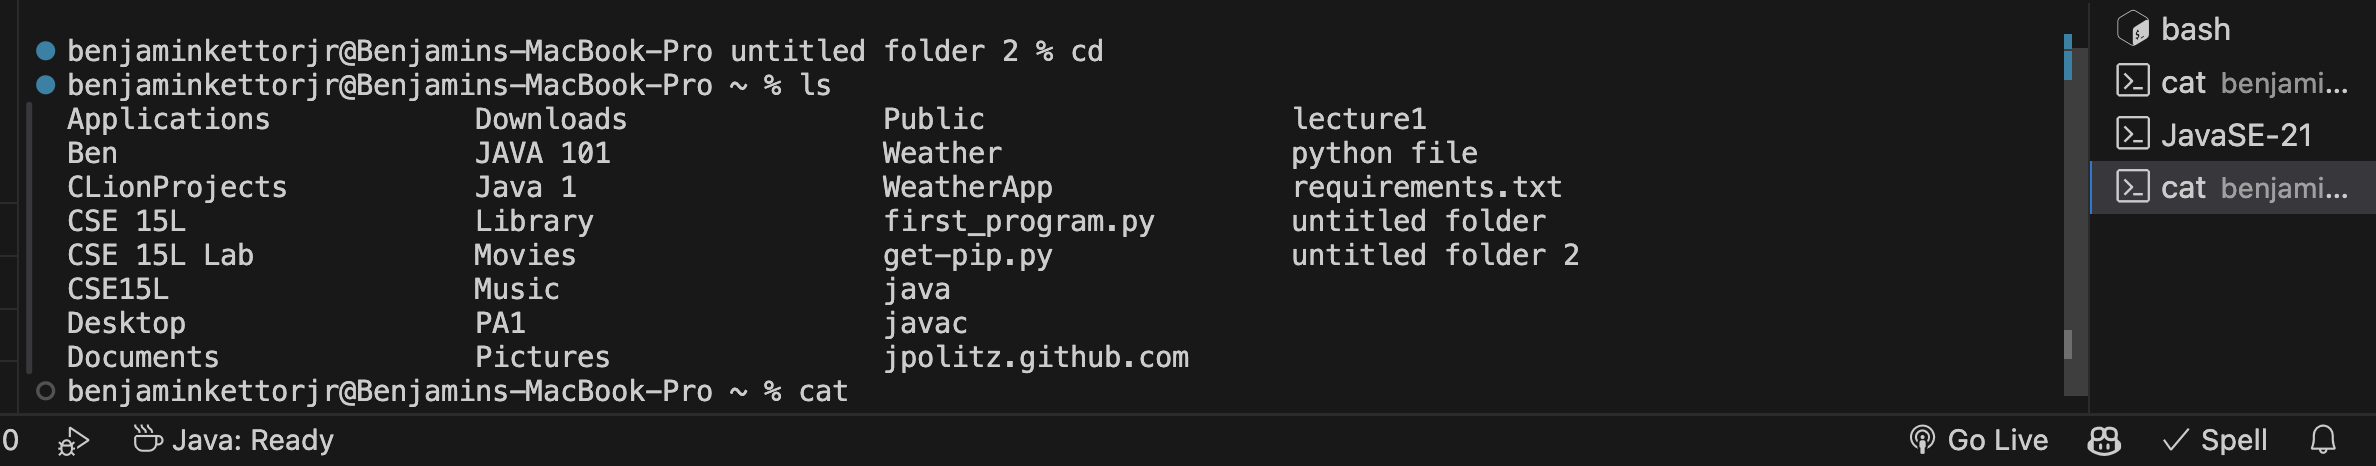 benjaminkettorjr@Benjamins-MacBook-Pro untitled folder 2 % cd
benjaminkettorjr@Benjamins-MacBook-Pro ~ % ls
Applications Downloads Public lecture1
Ben JAVA 101 Weather python file
CLionProjects Java 1 WeatherApp requirements.txt
CSE 15L Library first_program.py untitled folder
CSE 15L Lab Movies get-pip.py untitled folder 2
CSE15L Music java
Desktop PA1 javac
Documents Pictures jpolitz.github.com
benjaminkettorjr@Benjamins-MacBook-Pro ~ % cat
bash
cat benjami...
JavaSE-21
cat benjami...
0 Java: Ready Go Live Spell